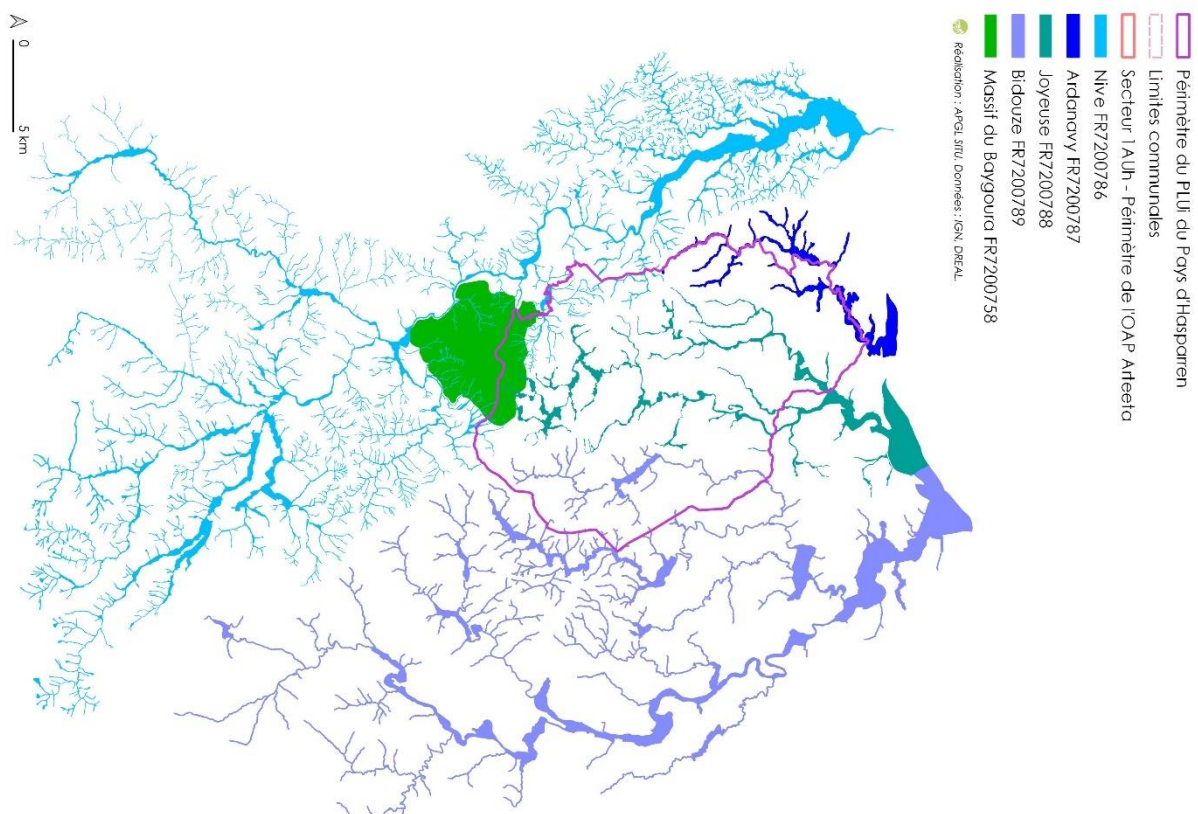 Périmètre du PLUi du Pays d'Hasparren
Limites communales
Secteur 1AUh - Périmètre de l'OAP Arteeta
Nive FR7200786
Ardanavy FR7200787
Joyeuse FR7200788
Bidouze FR7200789
Massif du Baygoura FR7200758
Réalisation : APGL SITU. Données : IGN, DREAL.
0
5 km